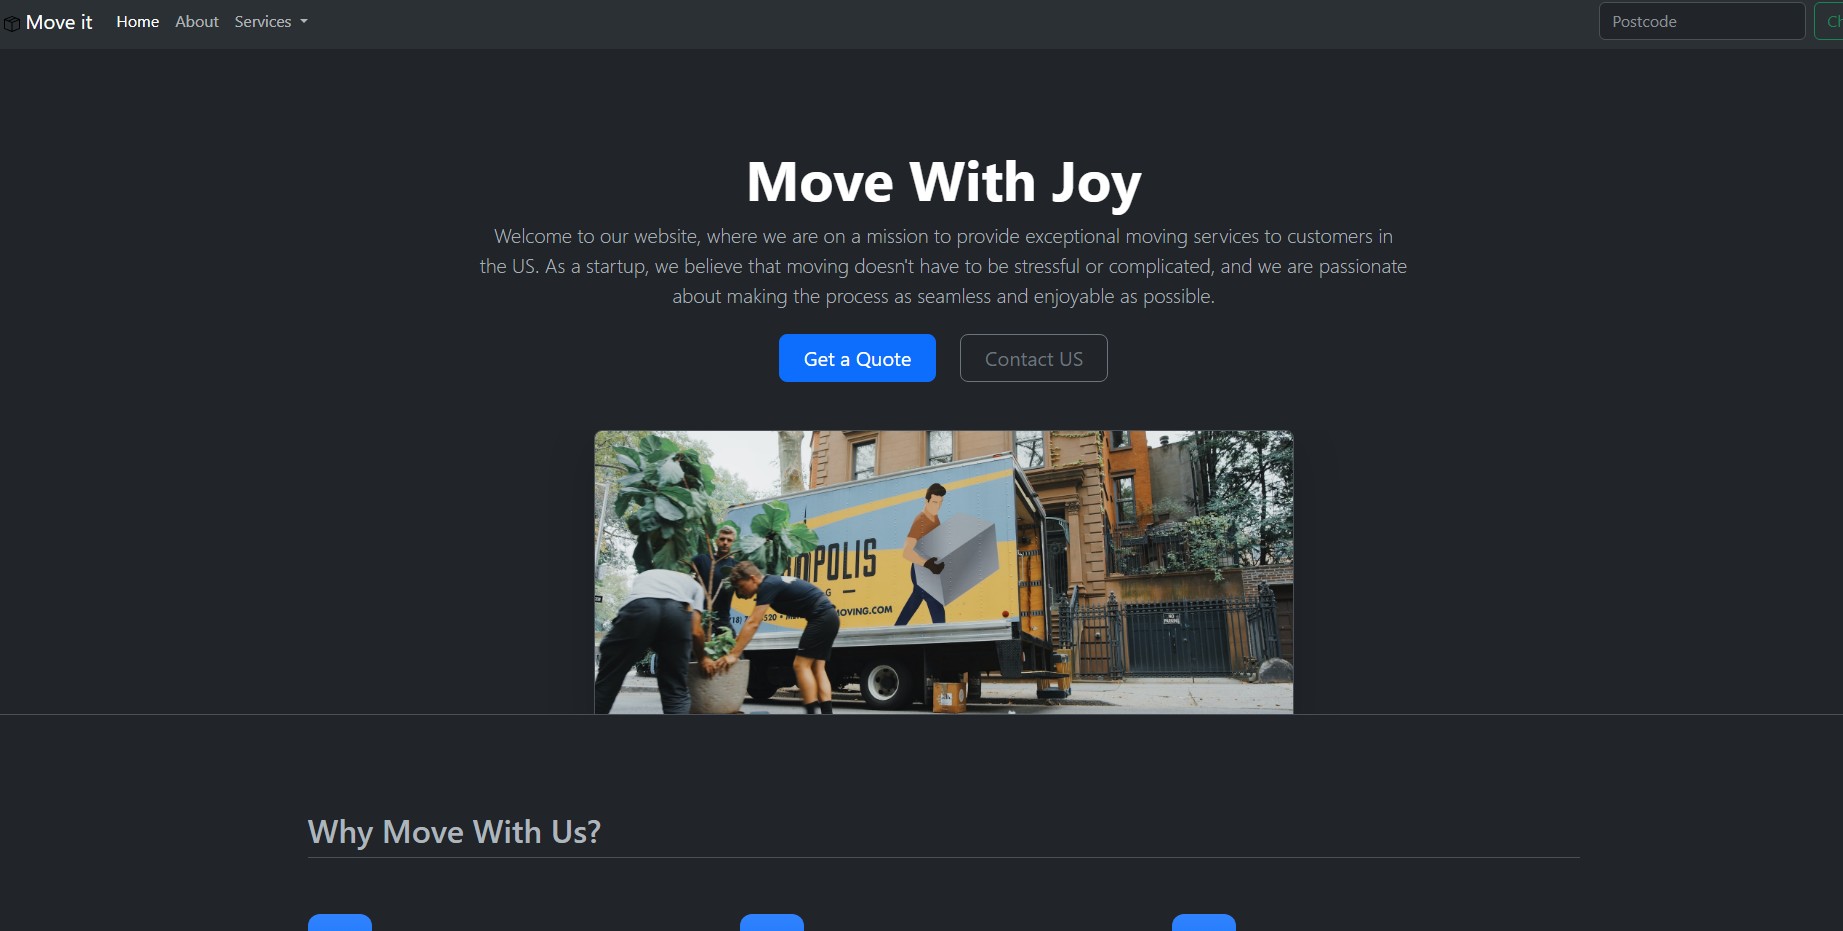 Move it
Home
About
Services
Postcode
Move With Joy
Welcome to our website, where we are on a mission to provide exceptional moving services to customers in
the US. As a startup, we believe that moving doesn't have to be stressful or complicated, and we are passionate
about making the process as seamless and enjoyable as possible.
Get a Quote
Contact US
POLIS
MOVING.COM
Why Move With Us?